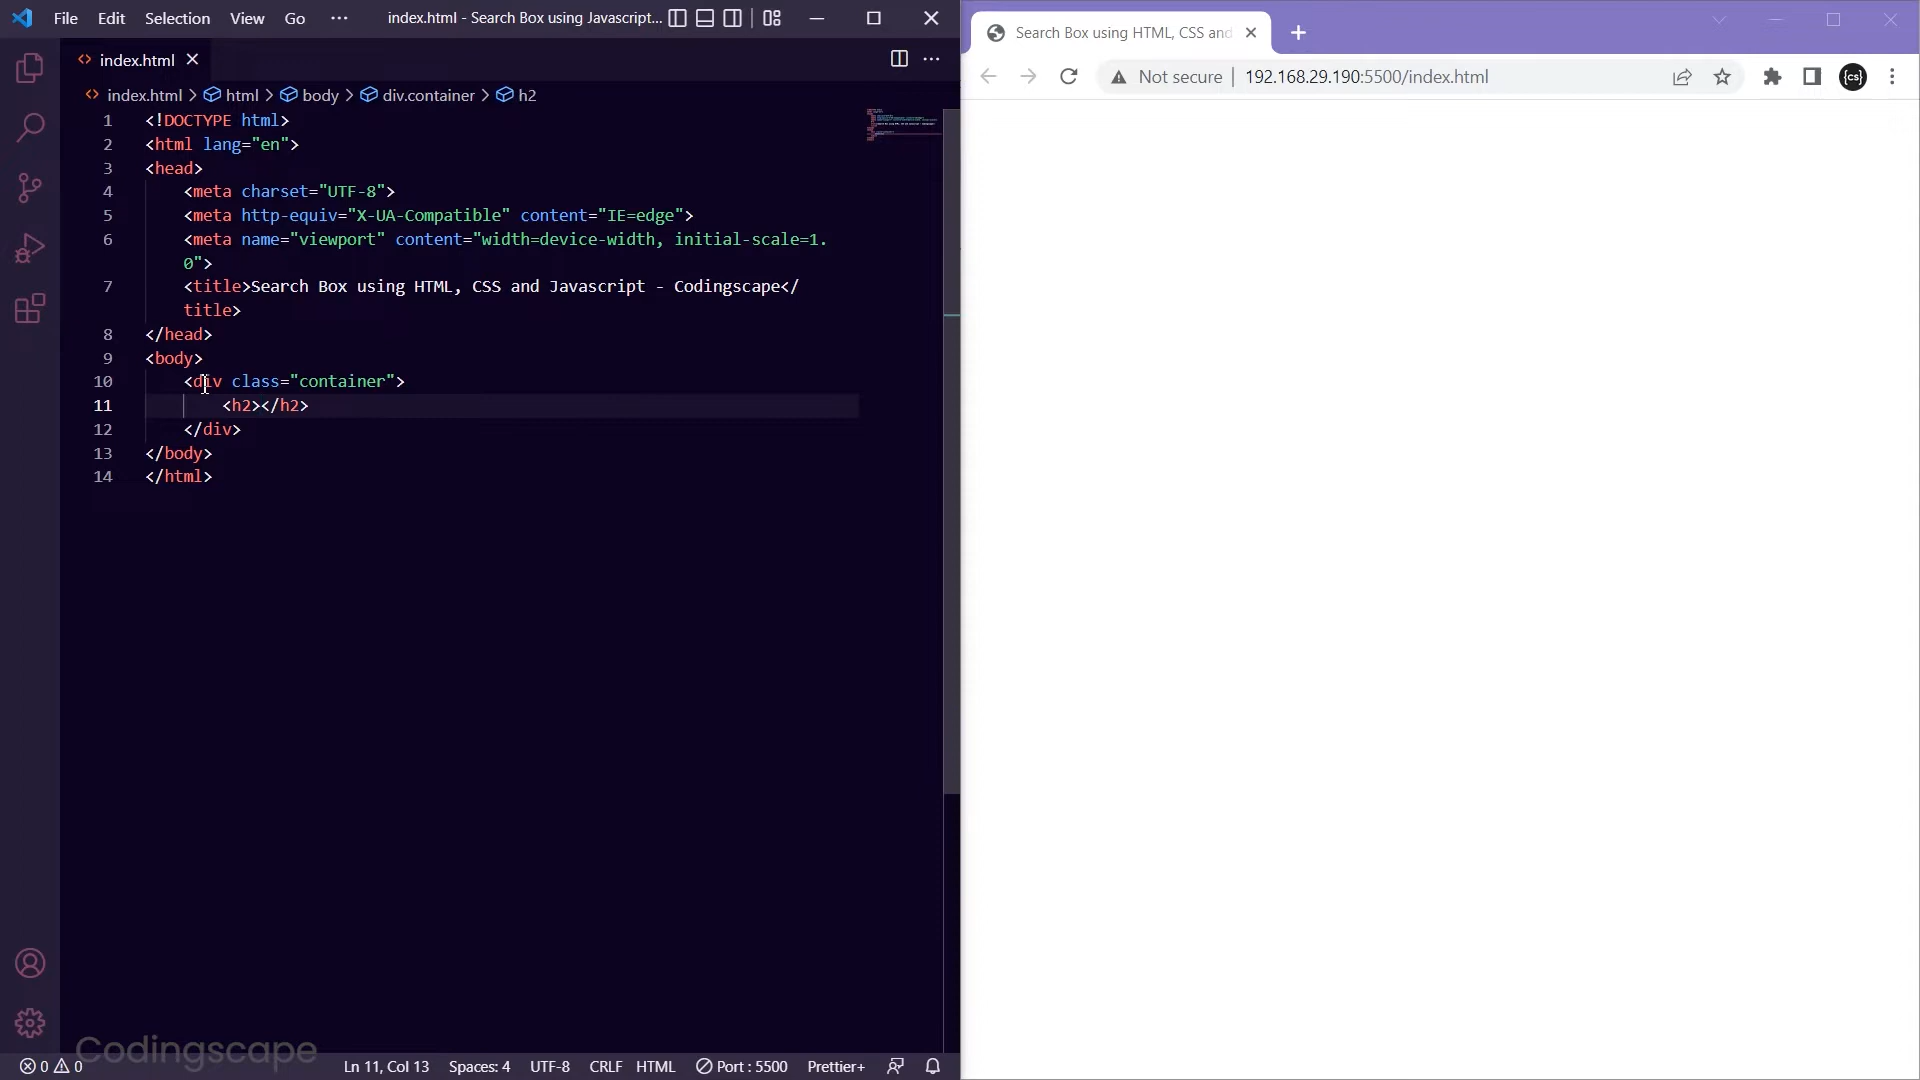 File Edit Selection View Go ··· index.html - Search Box using Javascript...
index.html
index.html > html > body > div.container > h2
1 <!DOCTYPE html>
2 <html lang="en">
3 <head>
4 <meta charset="UTF-8">
5 <meta http-equiv="X-UA-Compatible" content="IE=edge">
6 <meta name="viewport" content="width=device-width, initial-scale=1.
0">
7 <title>Search Box using HTML, CSS and Javascript - Codingscape</
title>
8 </head>
9 <body>
10 <div class="container">
11 <h2></h2>
12 </div>
13 </body>
14 </html>
Codingscape
0 0 Ln 11, Col 13 Spaces: 4 UTF-8 CRLF HTML Port : 5500 Prettier+
Search Box using HTML, CSS and
Not secure 192.168.29.190:5500/index.html
{cs}